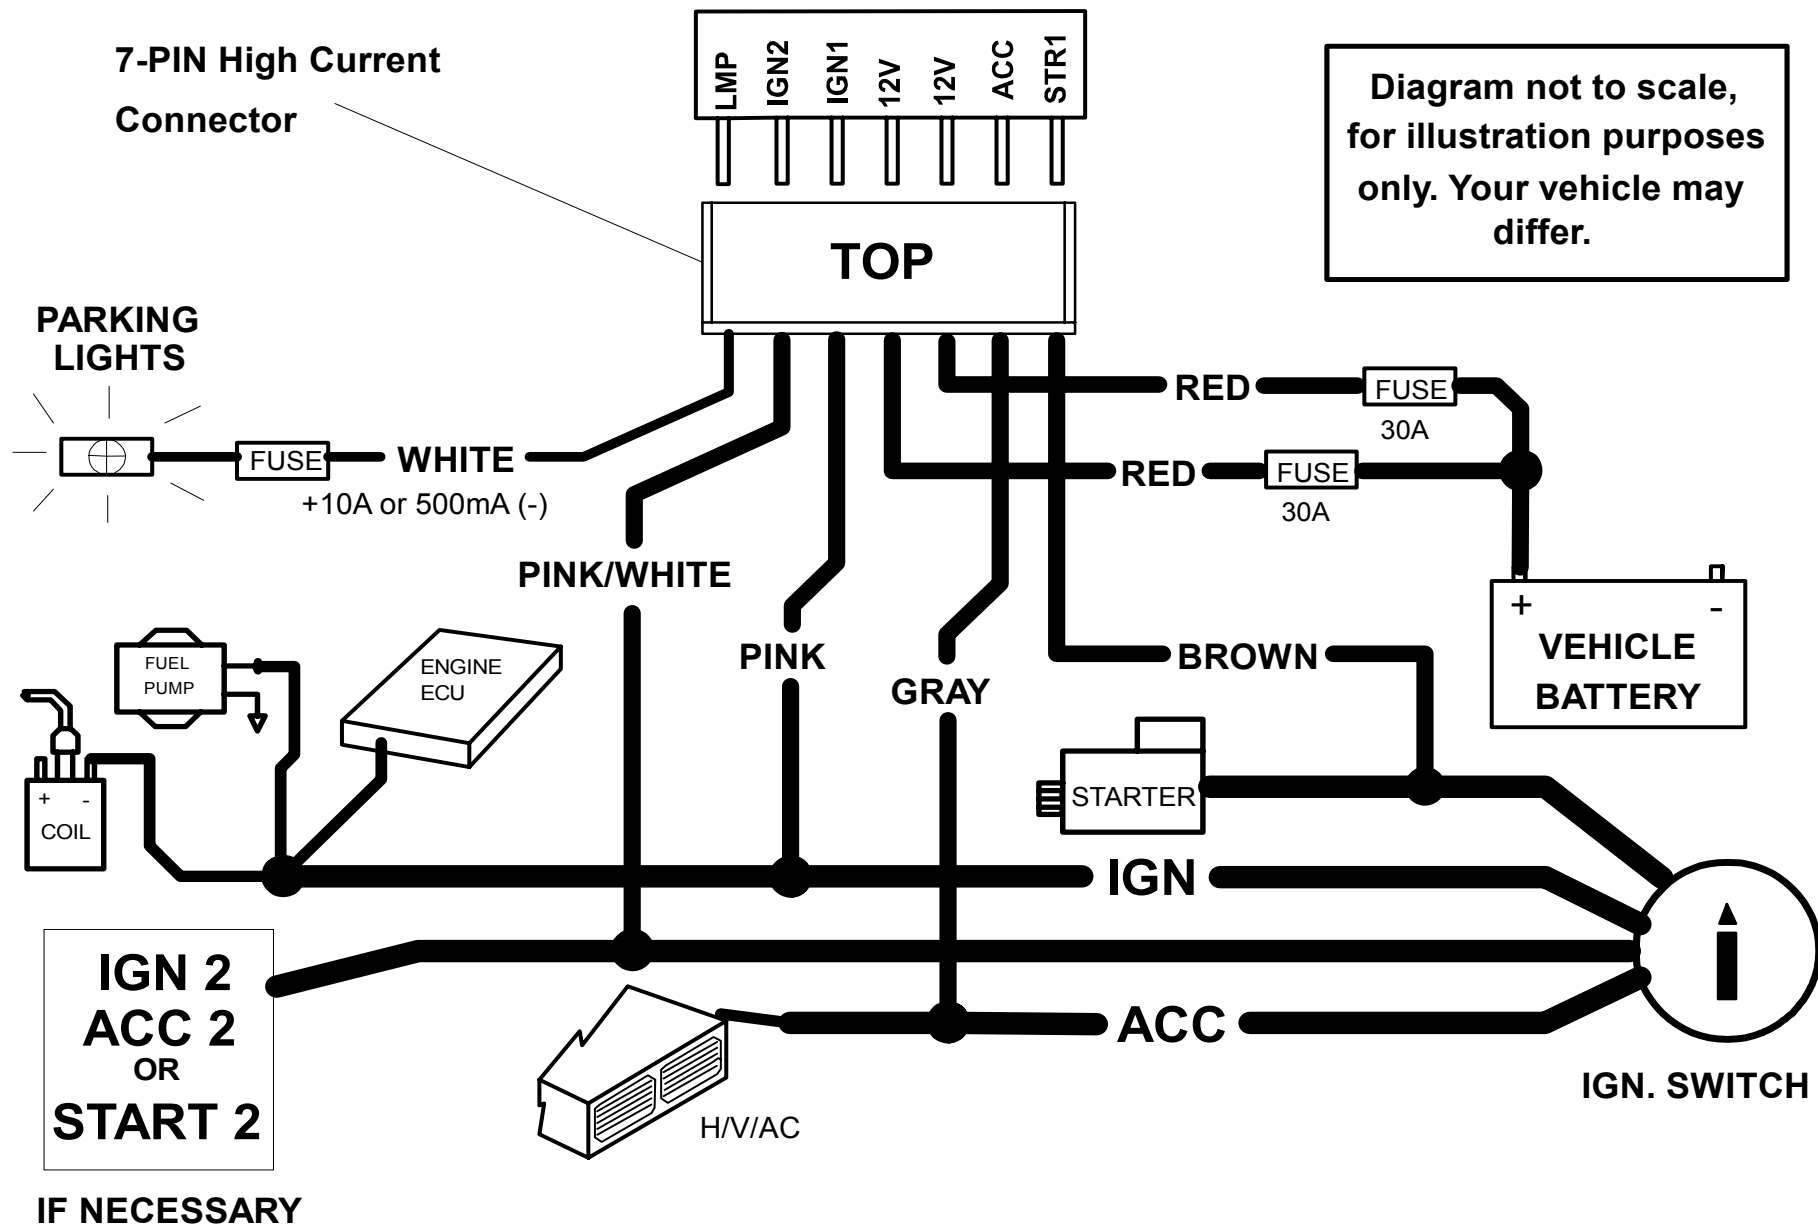 7-PIN High Current
Connector
LMP
IGN2
IGN1
12V
12V
ACC
STR1
Diagram not to scale,
for illustration purposes
only. Your vehicle may
differ.
TOP
PARKING
LIGHTS
FUSE
WHITE
+10A or 500mA (-)
RED
FUSE
30A
RED
FUSE
30A
PINK/WHITE
PINK
GRAY
BROWN
+ -
VEHICLE
BATTERY
FUEL
PUMP
ENGINE
ECU
+ -
COIL
STARTER
IGN
IGN 2
ACC 2
OR
START 2
IF NECESSARY
ACC
H/V/AC
IGN. SWITCH